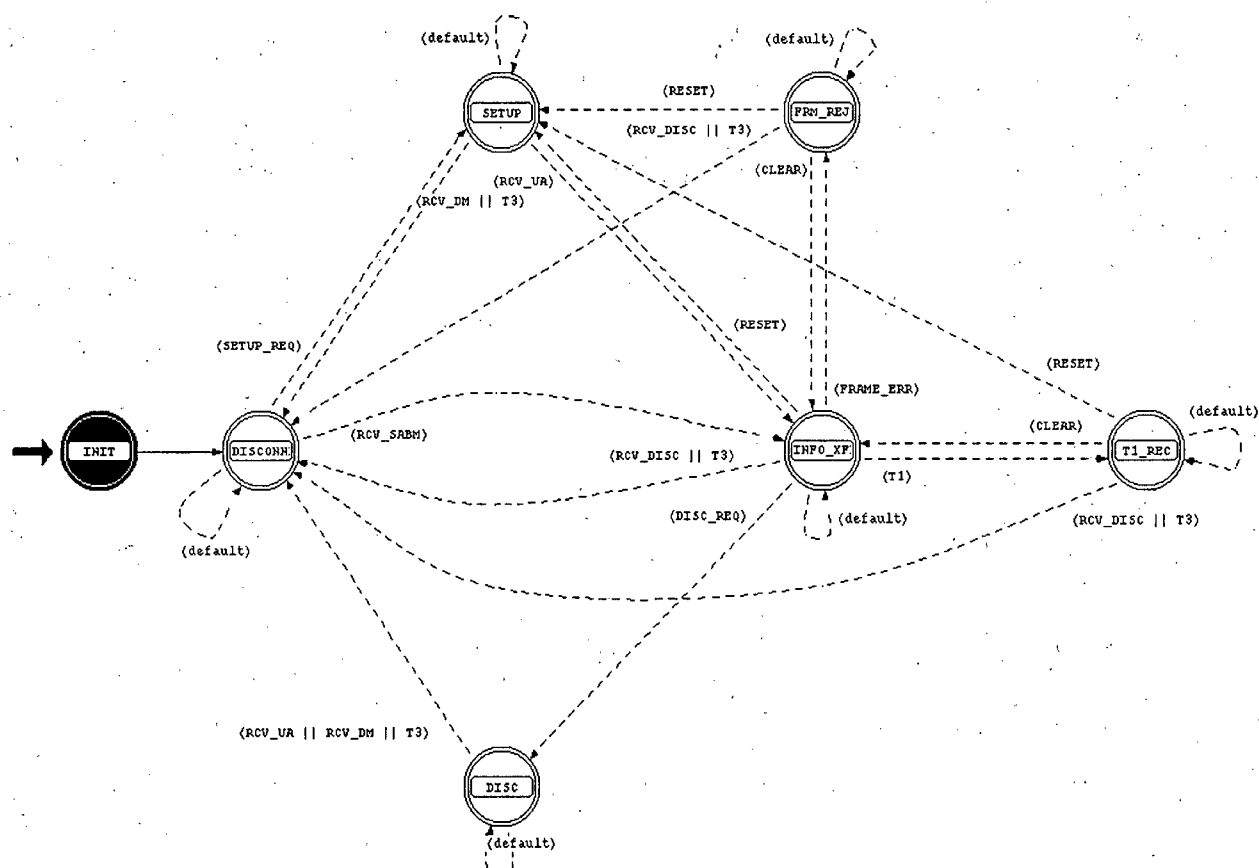 (default)
(default)
SETUP
(RESET)
FRM_REJ
(RCV_DISC || T3)
(CLEAR)
(RCV_UA)
(RCV_DM || T3)
(RESET)
(SETUP_REQ)
(RESET)
(FRAME_ERR)
(default)
(CLEAR)
(RCV_SABM)
INIT
DISCONN
INFO_XF
T1_REC
(RCV_DISC || T3)
(T1)
(DISC_REQ)
(default)
(RCV_DISC || T3)
(default)
(RCV_UA || RCV_DM || T3)
DISC
(default)